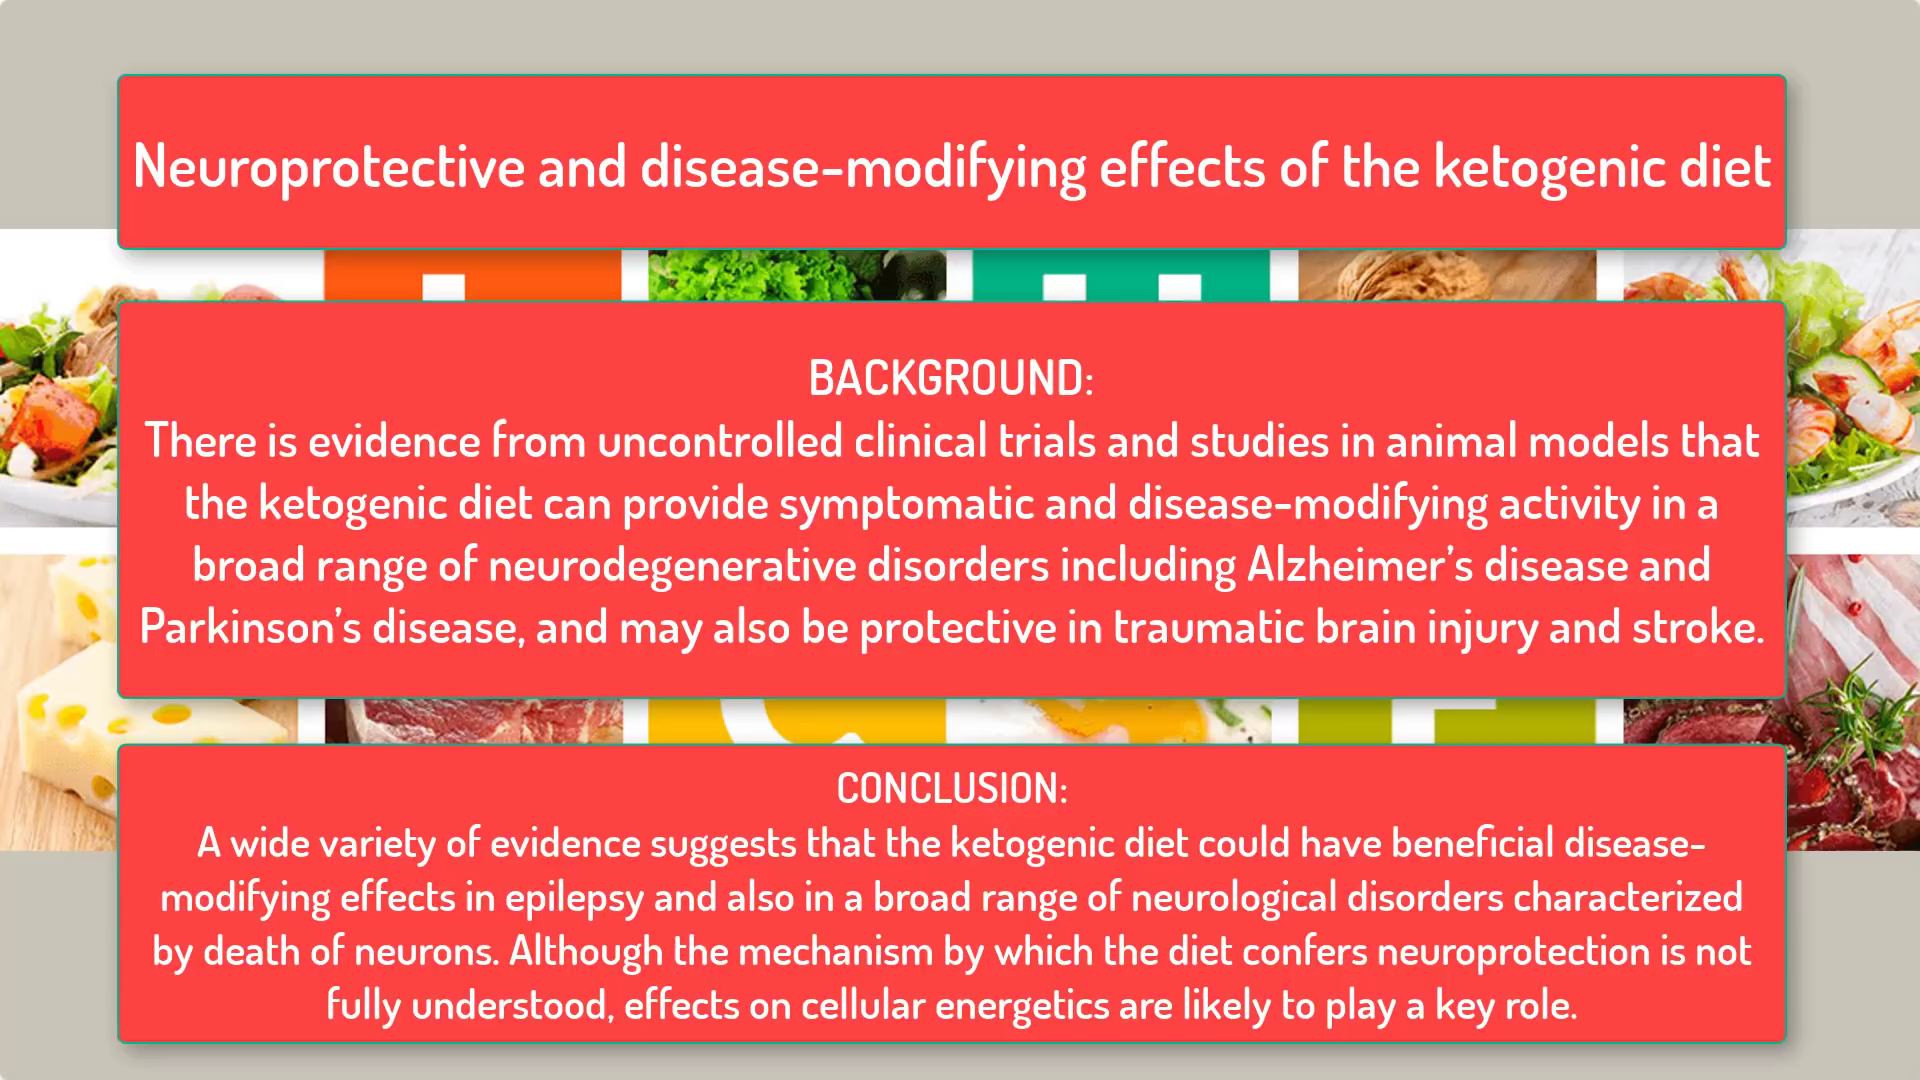 Neuroprotective and disease-modifying effects of the ketogenic diet
BACKGROUND:
There is evidence from uncontrolled clinical trials and studies in animal models that
the ketogenic diet can provide symptomatic and disease-modifying activity in a
broad range of neurodegenerative disorders including Alzheimer’s disease and
Parkinson’s disease, and may also be protective in traumatic brain injury and stroke.
CONCLUSION:
A wide variety of evidence suggests that the ketogenic diet could have beneficial disease-
modifying effects in epilepsy and also in a broad range of neurological disorders characterized
by death of neurons. Although the mechanism by which the diet confers neuroprotection is not
fully understood, effects on cellular energetics are likely to play a key role.